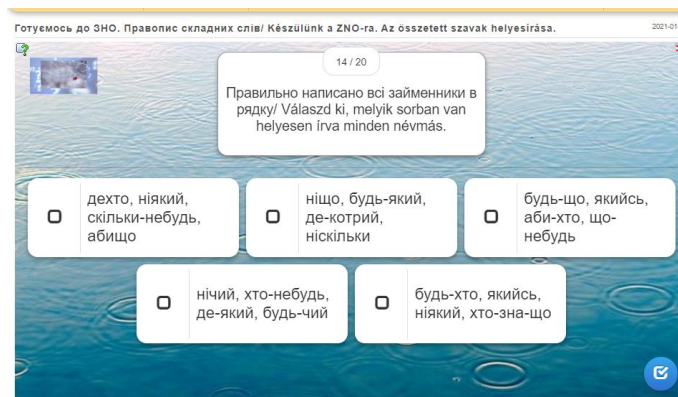 Готуємось до ЗНО. Правопис складних слів/ Készülünk a ZNO-ra. Az összetett szavak helyesírása.
14 / 20
Правильно написано всі займенники в
рядку/ Válaszd ki, melyik sorban van
helyesen írva minden névmás.
дехто, ніякий,
скільки-небудь,
абищо
ніщо, будь-який,
де-котрий,
ніскільки
будь-що, якийсь,
аби-хто, що-
небудь
нічий, хто-небудь,
де-який, будь-чий
будь-хто, якийсь,
ніякий, хто-зна-що